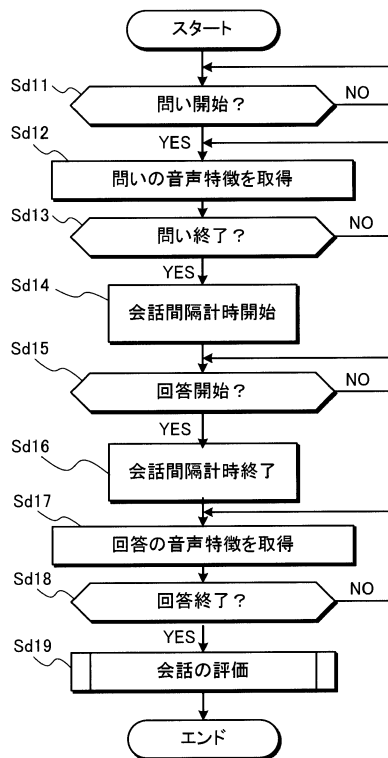 スタート
Sd11
問い開始？
NO
YES
Sd12
問いの音声特徴を取得
Sd13
問い終了？
NO
YES
Sd14
会話間隔計時開始
Sd15
回答開始？
NO
YES
Sd16
会話間隔計時終了
Sd17
回答の音声特徴を取得
Sd18
回答終了？
NO
YES
Sd19
会話の評価
エンド